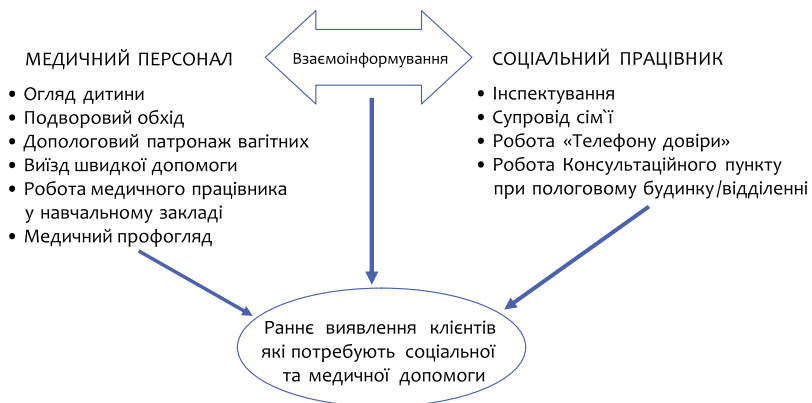 МЕДИЧНИЙ ПЕРСОНАЛ
• Огляд дитини
• Подворовий обхід
• Допологовий патронаж вагітних
• Виїзд швидкої допомоги
• Робота медичного працівника
у навчальному закладі
• Медичний профогляд
Взаємоінформування
СОЦІАЛЬНИЙ ПРАЦІВНИК
• Інспектування
• Супровід сім`ї
• Робота «Телефону довіри»
• Робота Консультаційного пункту
при пологовому будинку/відділенні
Раннє виявлення клієнтів
які потребують соціальної
та медичної допомоги